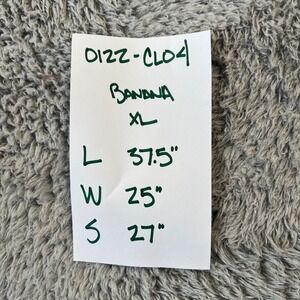 0122-CL04
BANANA
XL
L 37.5"
W 25"
S 27"